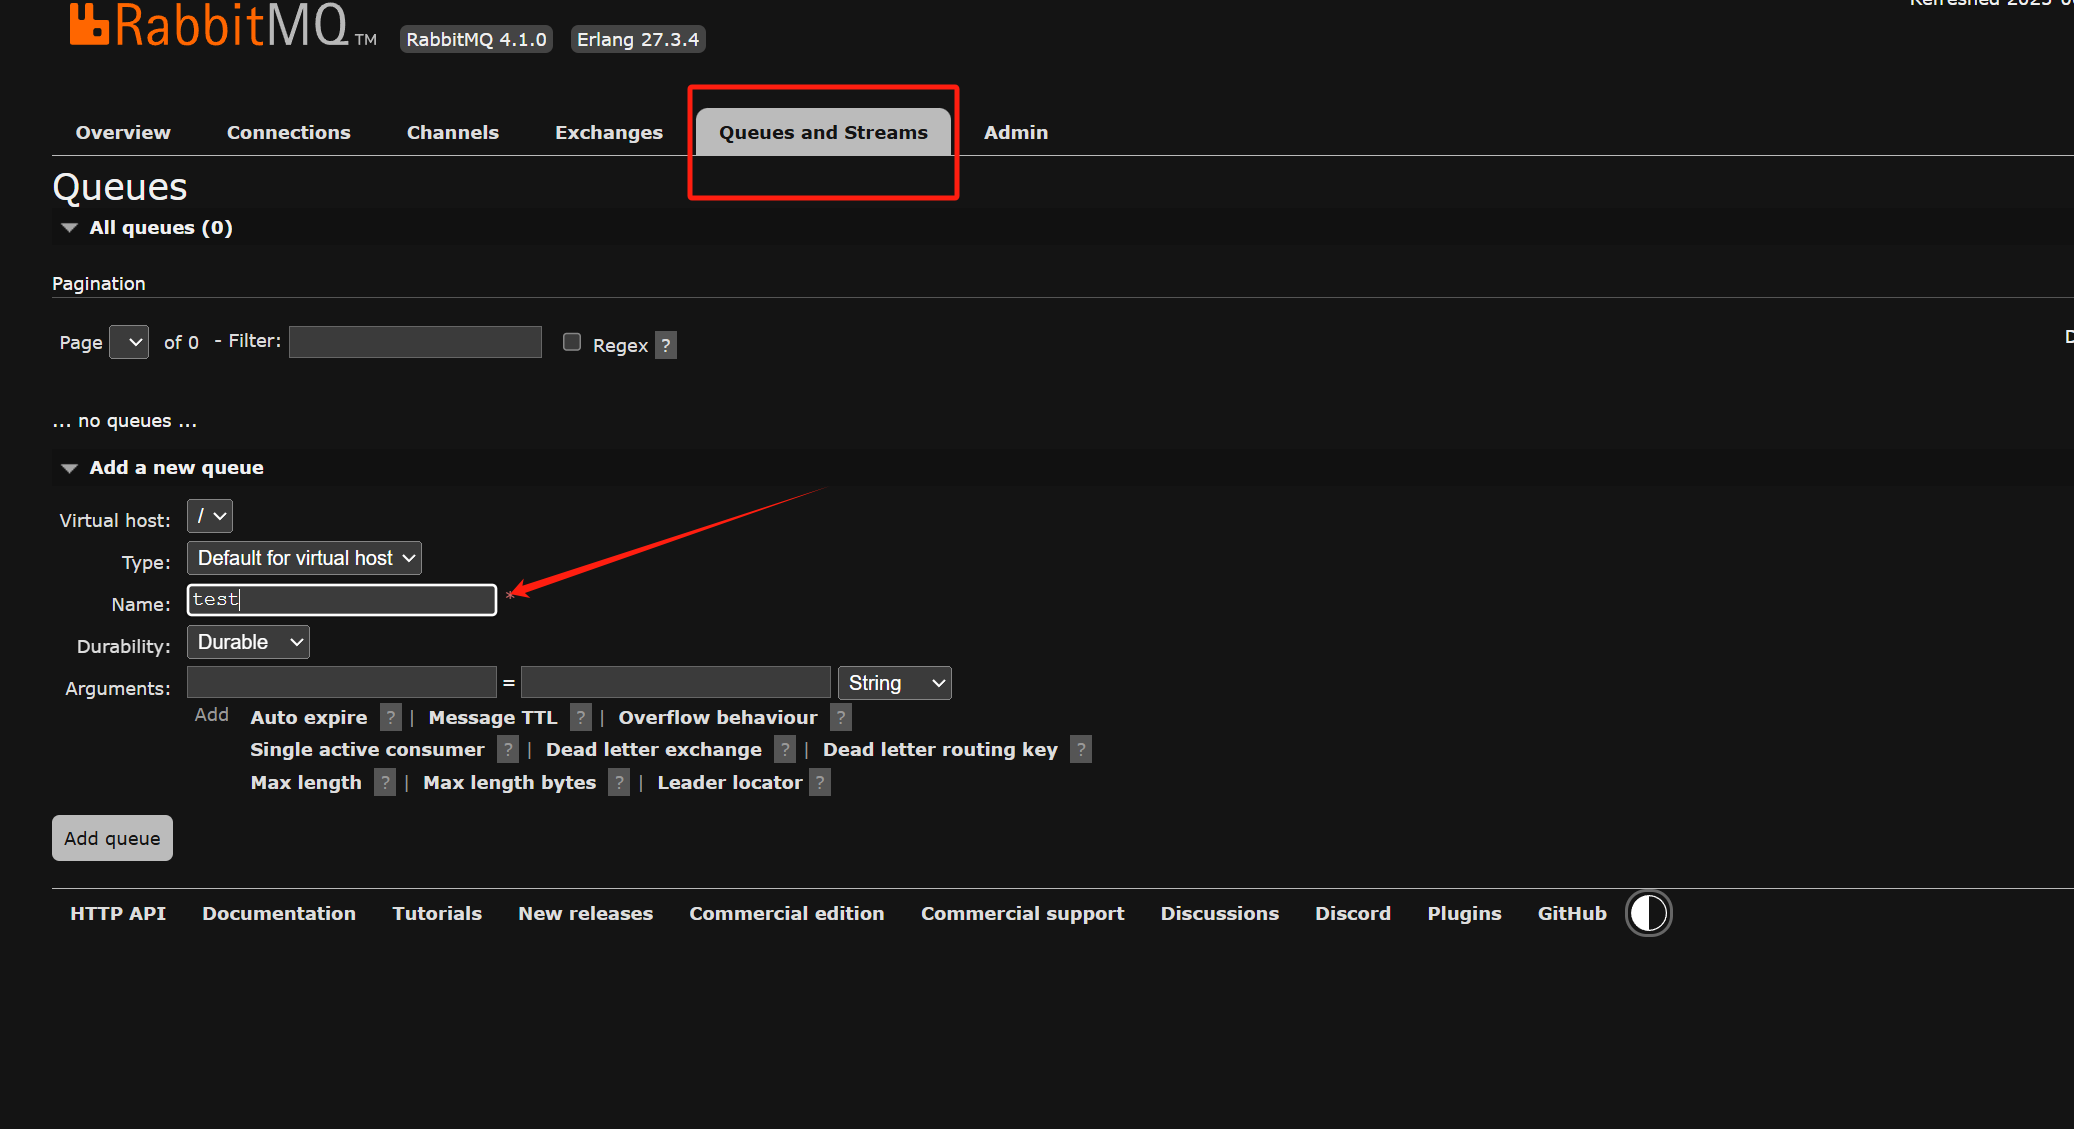 RabbitMQ TM RabbitMQ 4.1.0 Erlang 27.3.4
Overview Connections Channels Exchanges Queues and Streams Admin
Queues
All queues (0)
Pagination
Page of 0 - Filter: Regex ?
... no queues ...
Add a new queue
Virtual host: /
Type: Default for virtual host
Name: test *
Durability: Durable
Arguments: = String
Add Auto expire ? | Message TTL ? | Overflow behaviour ?
Single active consumer ? | Dead letter exchange ? | Dead letter routing key ?
Max length ? | Max length bytes ? | Leader locator ?
Add queue
HTTP API Documentation Tutorials New releases Commercial edition Commercial support Discussions Discord Plugins GitHub